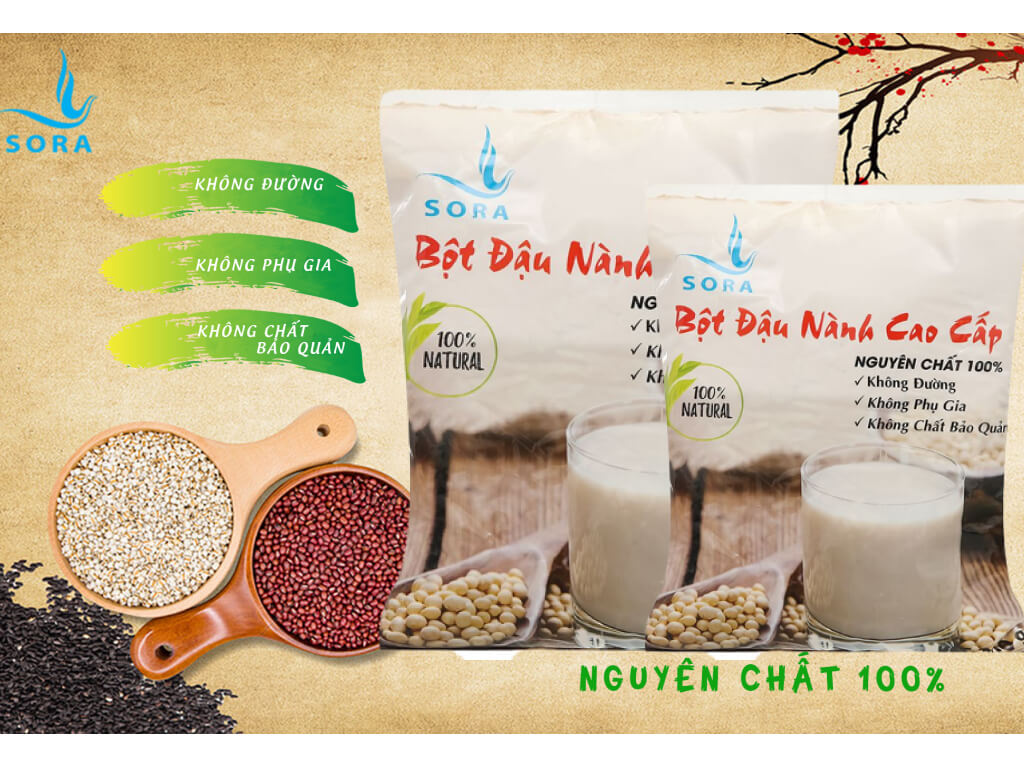 SORA
KHÔNG ĐƯỜNG
KHÔNG PHỤ GIA
KHÔNG CHẤT
BẢO QUẢN
SORA
Bột Đậu Nành
100%
NATURAL
SORA
Bột Đậu Nành Cao Cấp
NGUYÊN CHẤT 100%
✓ Không Đường
✓ Không Phụ Gia
✓ Không Chất Bảo Quản
100%
NATURAL
NGUYÊN CHẤT 100%